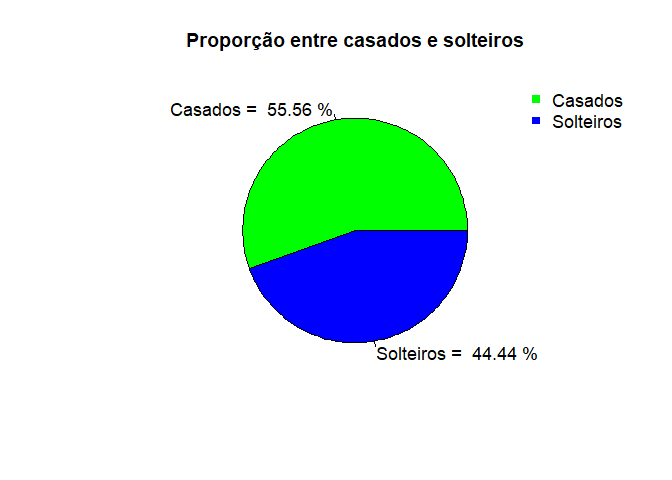 Proporção entre casados e solteiros
Casados =  55.56 %
Casados
Solteiros
Solteiros =  44.44 %